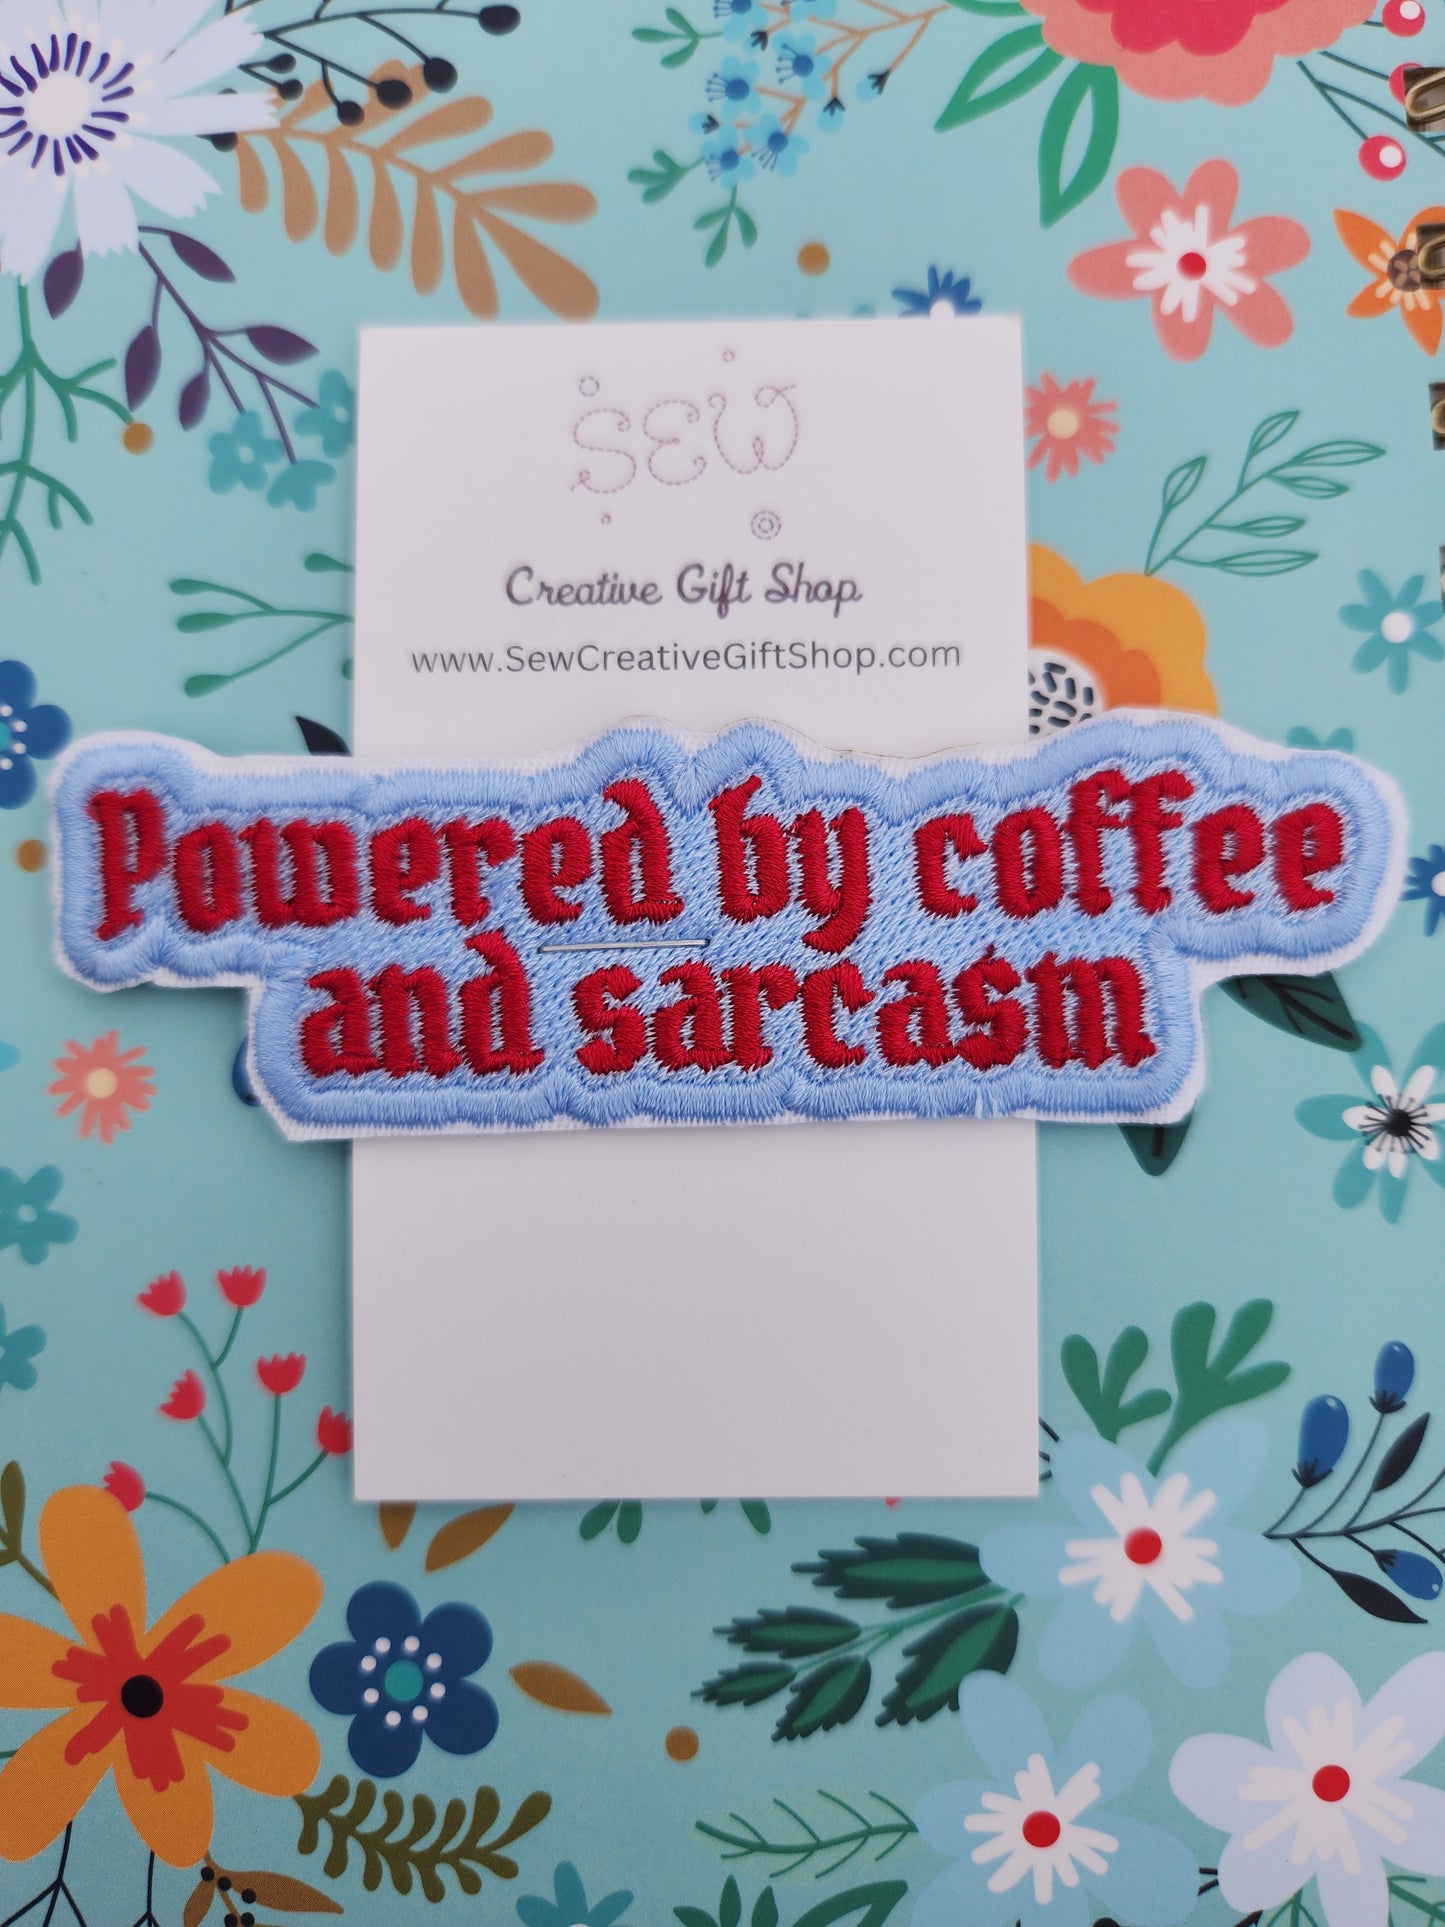 SEW
Creative Gift Shop
www.SewCreativeGiftShop.com
Powered by coffee
and sarcasm